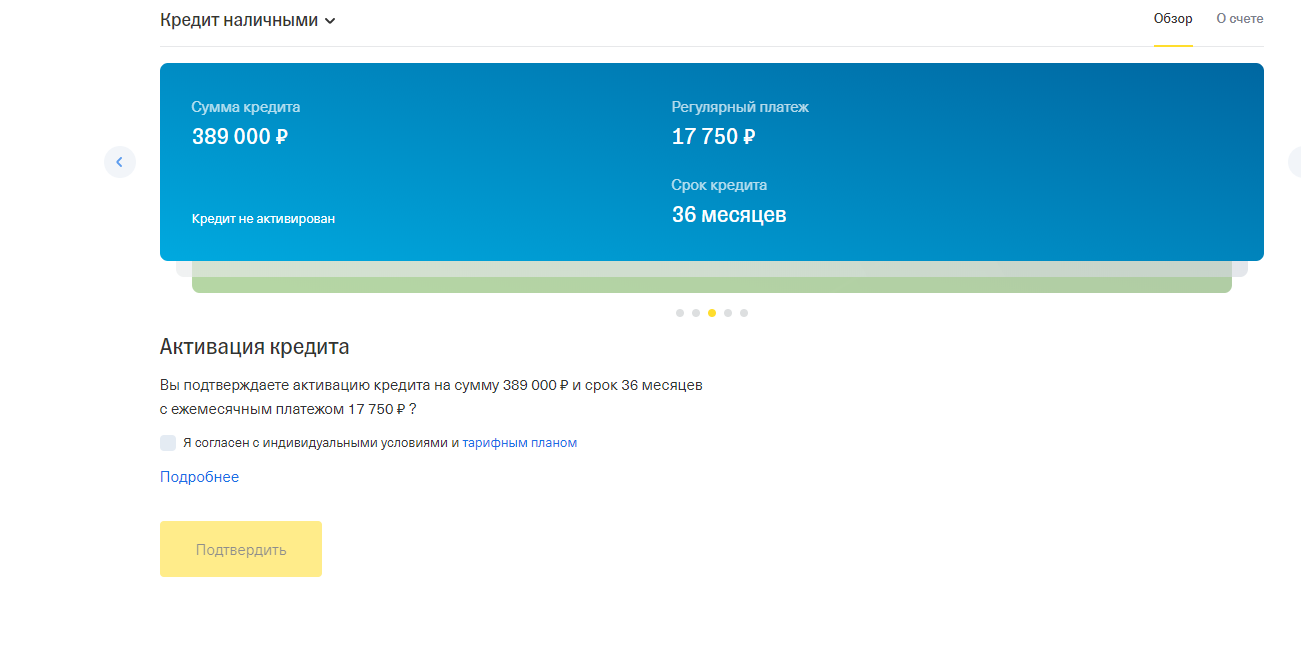 Кредит наличными
Обзор
О счете
Сумма кредита
389 000 ₽
Регулярный платеж
17 750 ₽
Срок кредита
36 месяцев
Кредит не активирован
Активация кредита
Вы подтверждаете активацию кредита на сумму 389 000 ₽ и срок 36 месяцев
с ежемесячным платежом 17 750 ₽ ?
Я согласен с индивидуальными условиями и тарифным планом
Подробнее
Подтвердить